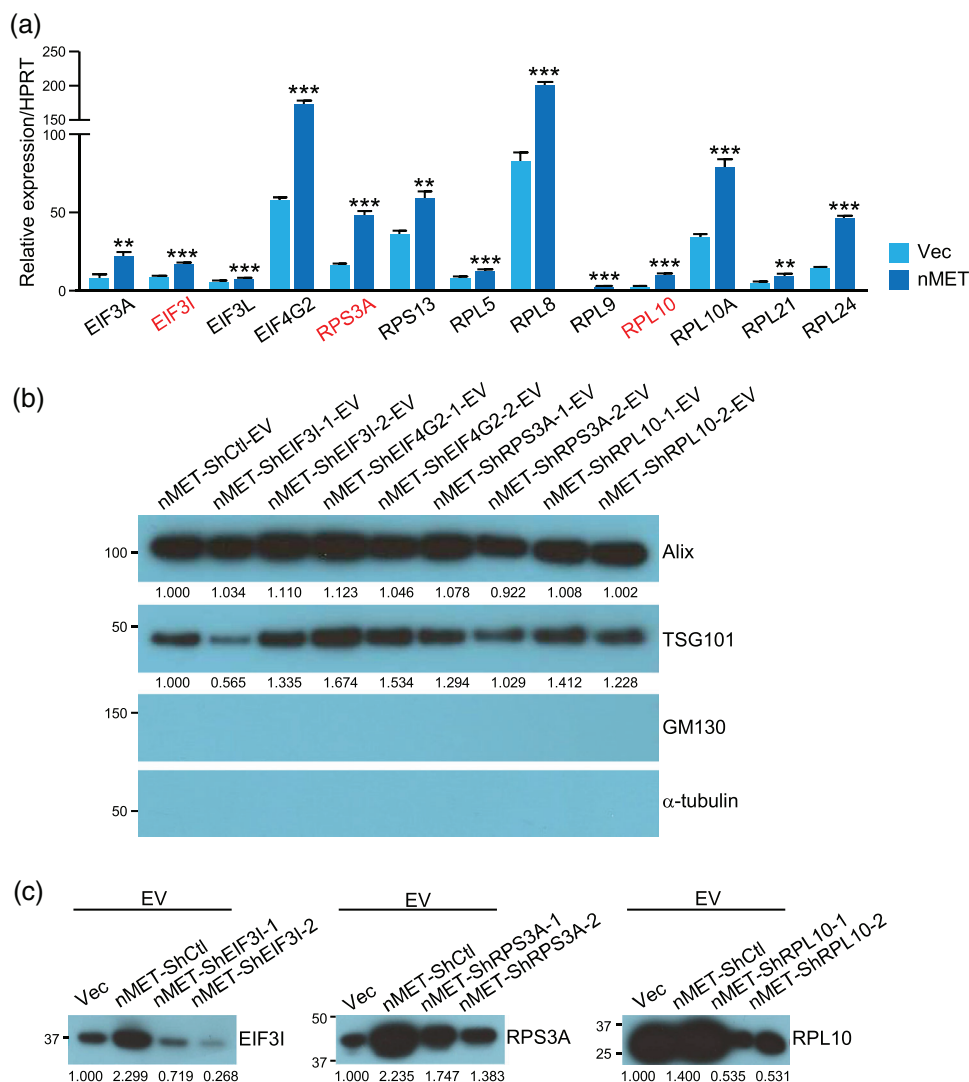 (a)
Relative expression/HPRT
250
200
150
100
50
0
** *** *** *** *** ** *** *** *** *** *** ** ***
EIF3A EIF3I EIF3L EIF4G2 RPS3A RPS13 RPL5 RPL8 RPL9 RPL10 RPL10A RPL21 RPL24
Vec
nMET
(b)
nMET-ShCtl-EV
nMET-ShEIF3I-1-EV
nMET-ShEIF3I-2-EV
nMET-ShEIF4G2-1-EV
nMET-ShEIF4G2-2-EV
nMET-ShRPS3A-1-EV
nMET-ShRPS3A-2-EV
nMET-ShRPL10-1-EV
nMET-ShRPL10-2-EV
100 Alix
1.000 1.034 1.110 1.123 1.046 1.078 0.922 1.008 1.002
50 TSG101
1.000 0.565 1.335 1.674 1.534 1.294 1.029 1.412 1.228
150 GM130
50 α-tubulin
(c)
EV
Vec
nMET-ShCtl
nMET-ShEIF3I-1
nMET-ShEIF3I-2
37 EIF3I
1.000 2.299 0.719 0.268
EV
Vec
nMET-ShCtl
nMET-ShRPS3A-1
nMET-ShRPS3A-2
50
37
RPS3A
1.000 2.235 1.747 1.383
EV
Vec
nMET-ShCtl
nMET-ShRPL10-1
nMET-ShRPL10-2
37
25
RPL10
1.000 1.400 0.535 0.531